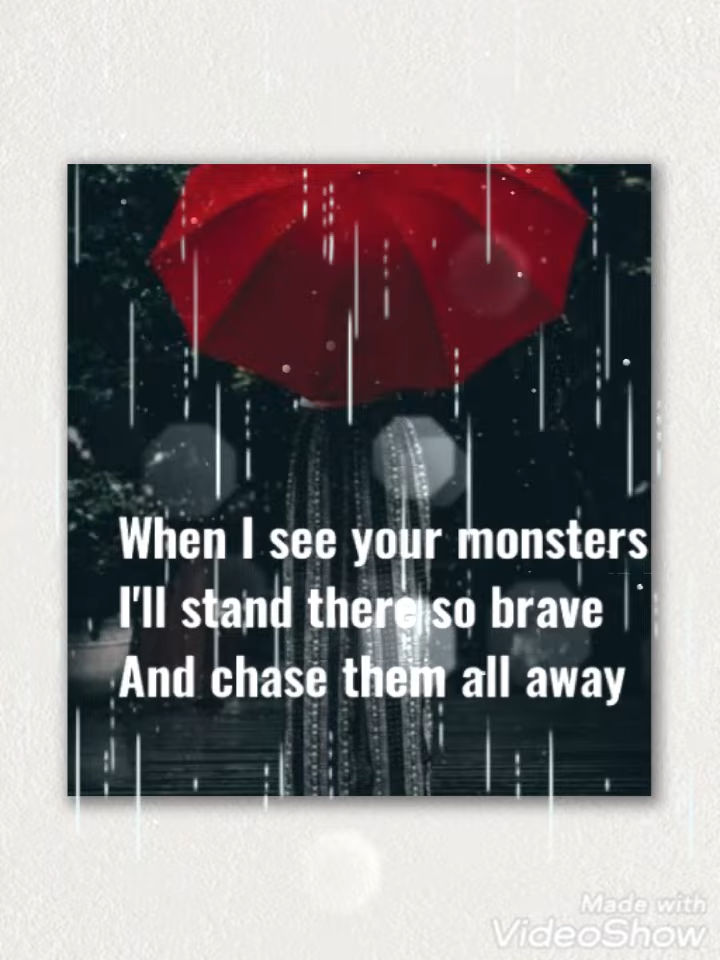 When I see your monsters
I'll stand there so brave
And chase them all away
Made with
VideoShow